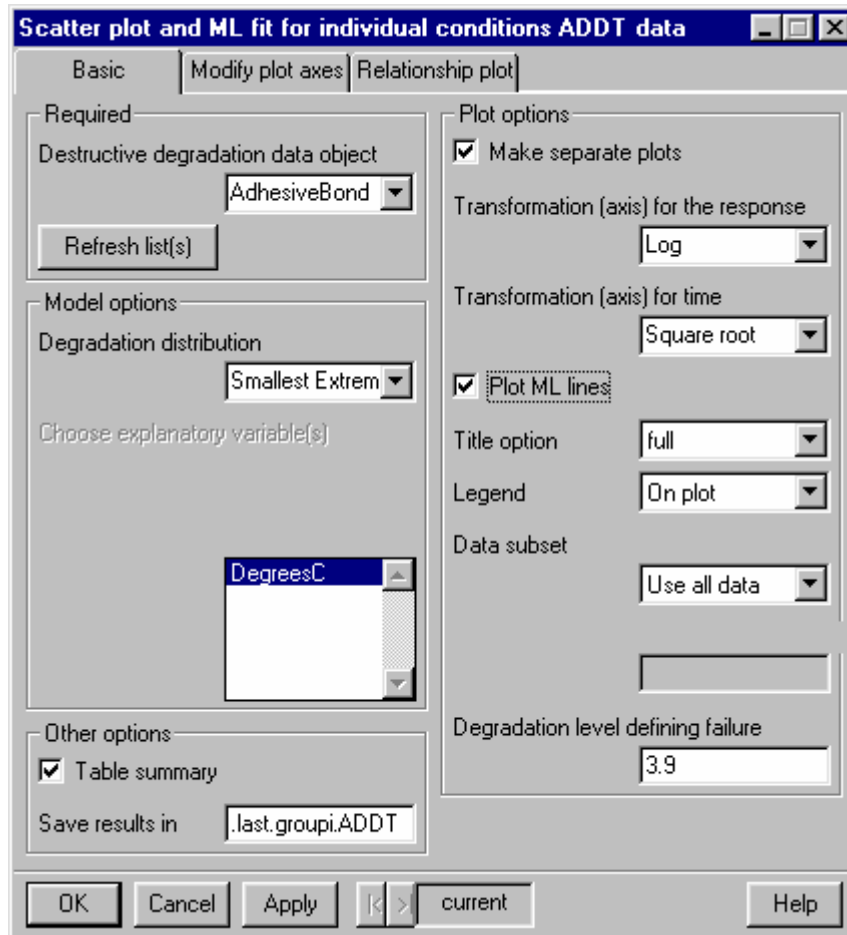 Scatter plot and ML fit for individual conditions ADDT data
Basic
Modify plot axes
Relationship plot
Required
Destructive degradation data object
AdhesiveBond
Refresh list(s)
Model options
Degradation distribution
Smallest Extrem
Choose explanatory variable(s)
DegreesC
Other options
Table summary
Save results in
.last.groupi.ADDT
Plot options
Make separate plots
Transformation (axis) for the response
Log
Transformation (axis) for time
Square root
Plot ML lines
Title option
full
Legend
On plot
Data subset
Use all data
Degradation level defining failure
3.9
OK
Cancel
Apply
current
Help